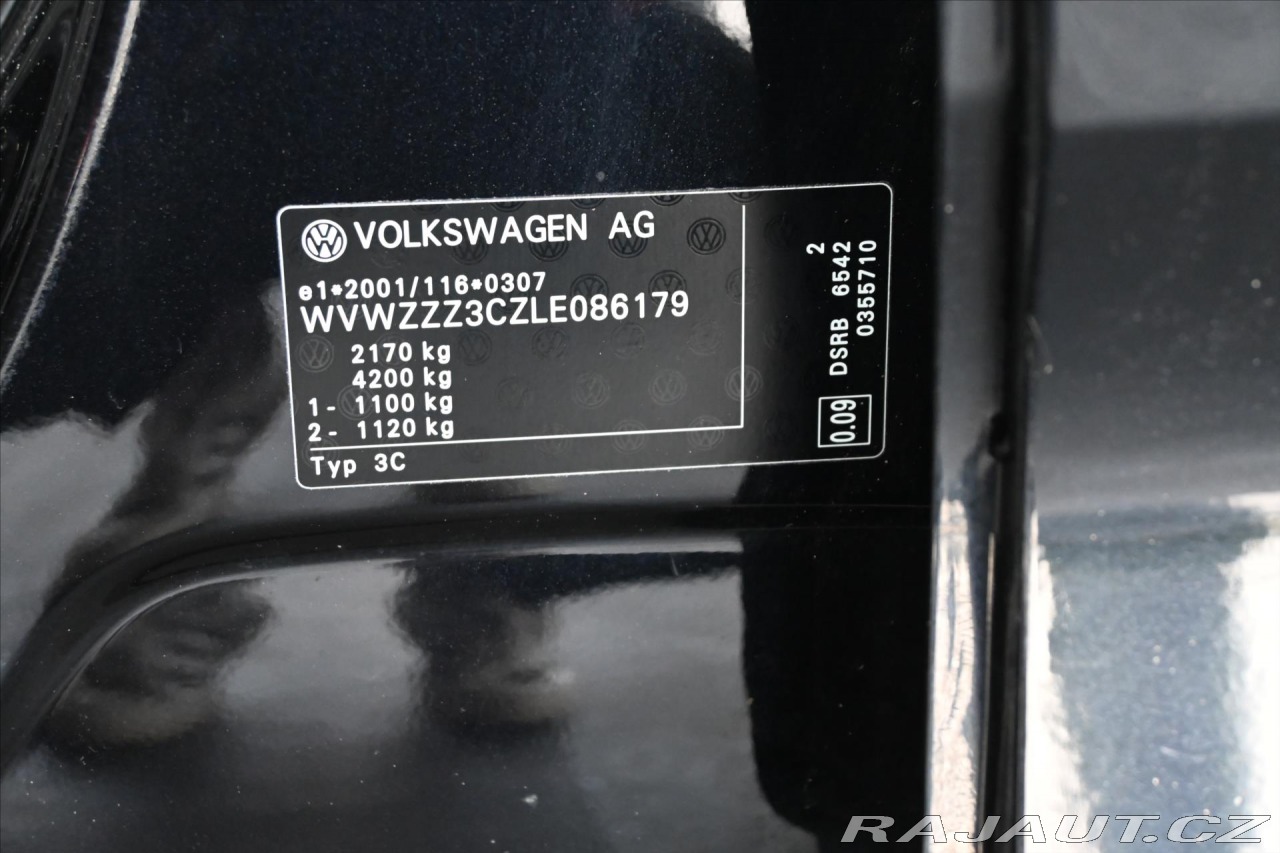 VOLKSWAGEN AG
e1*2001/116*0307
WVWZZZ3CZLE086179
2170 kg
4200 kg
1- 1100 kg
2- 1120 kg
Typ 3C
2
DSRB 6542
0355710
0.09
RAJAUT.CZ